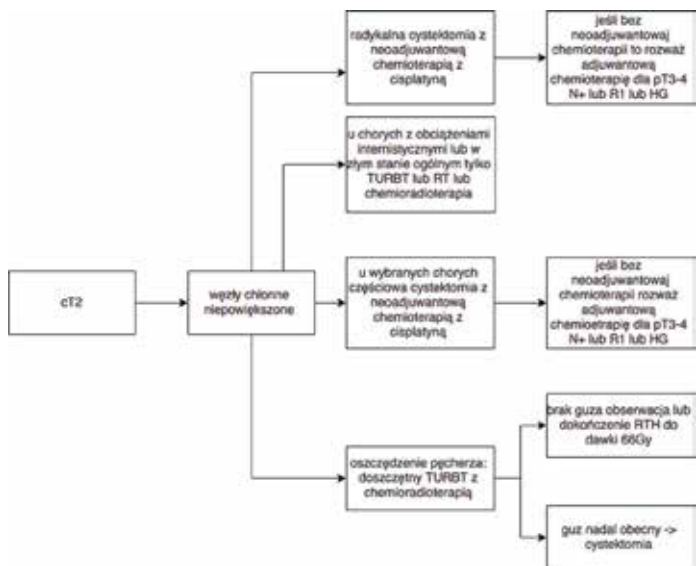 cT2
węzły chłonne
niepowiększone
radykalna cystektomia z
neoadjuwantową
chemioterapią z
cisplatyną
jeśli bez
neoadjuwantowaj
chemioterapii to rozważ
adjuwantową
chemioterapię dla pT3-4
N+ lub R1 lub HG
u chorych z obciążeniami
internistycznymi lub w
złym stanie ogólnym tylko
TURBT lub RT lub
chemioradioterapia
u wybranych chorych
częściowa cystektomia z
neoadjuwantową
chemioterapią z
cisplatyną
jeśli bez
neoadjuwantowaj
chemioterapii rozważ
adjuwantową
chemioetrapię dla pT3-4
N+ lub R1 lub HG
oszczędzenie pęcherza:
doszczętny TURBT z
chemioradioterapią
brak guza obserwacja lub
dokończenie RTH do
dawki 66Gy
guz nadal obecny ->
cystektomia